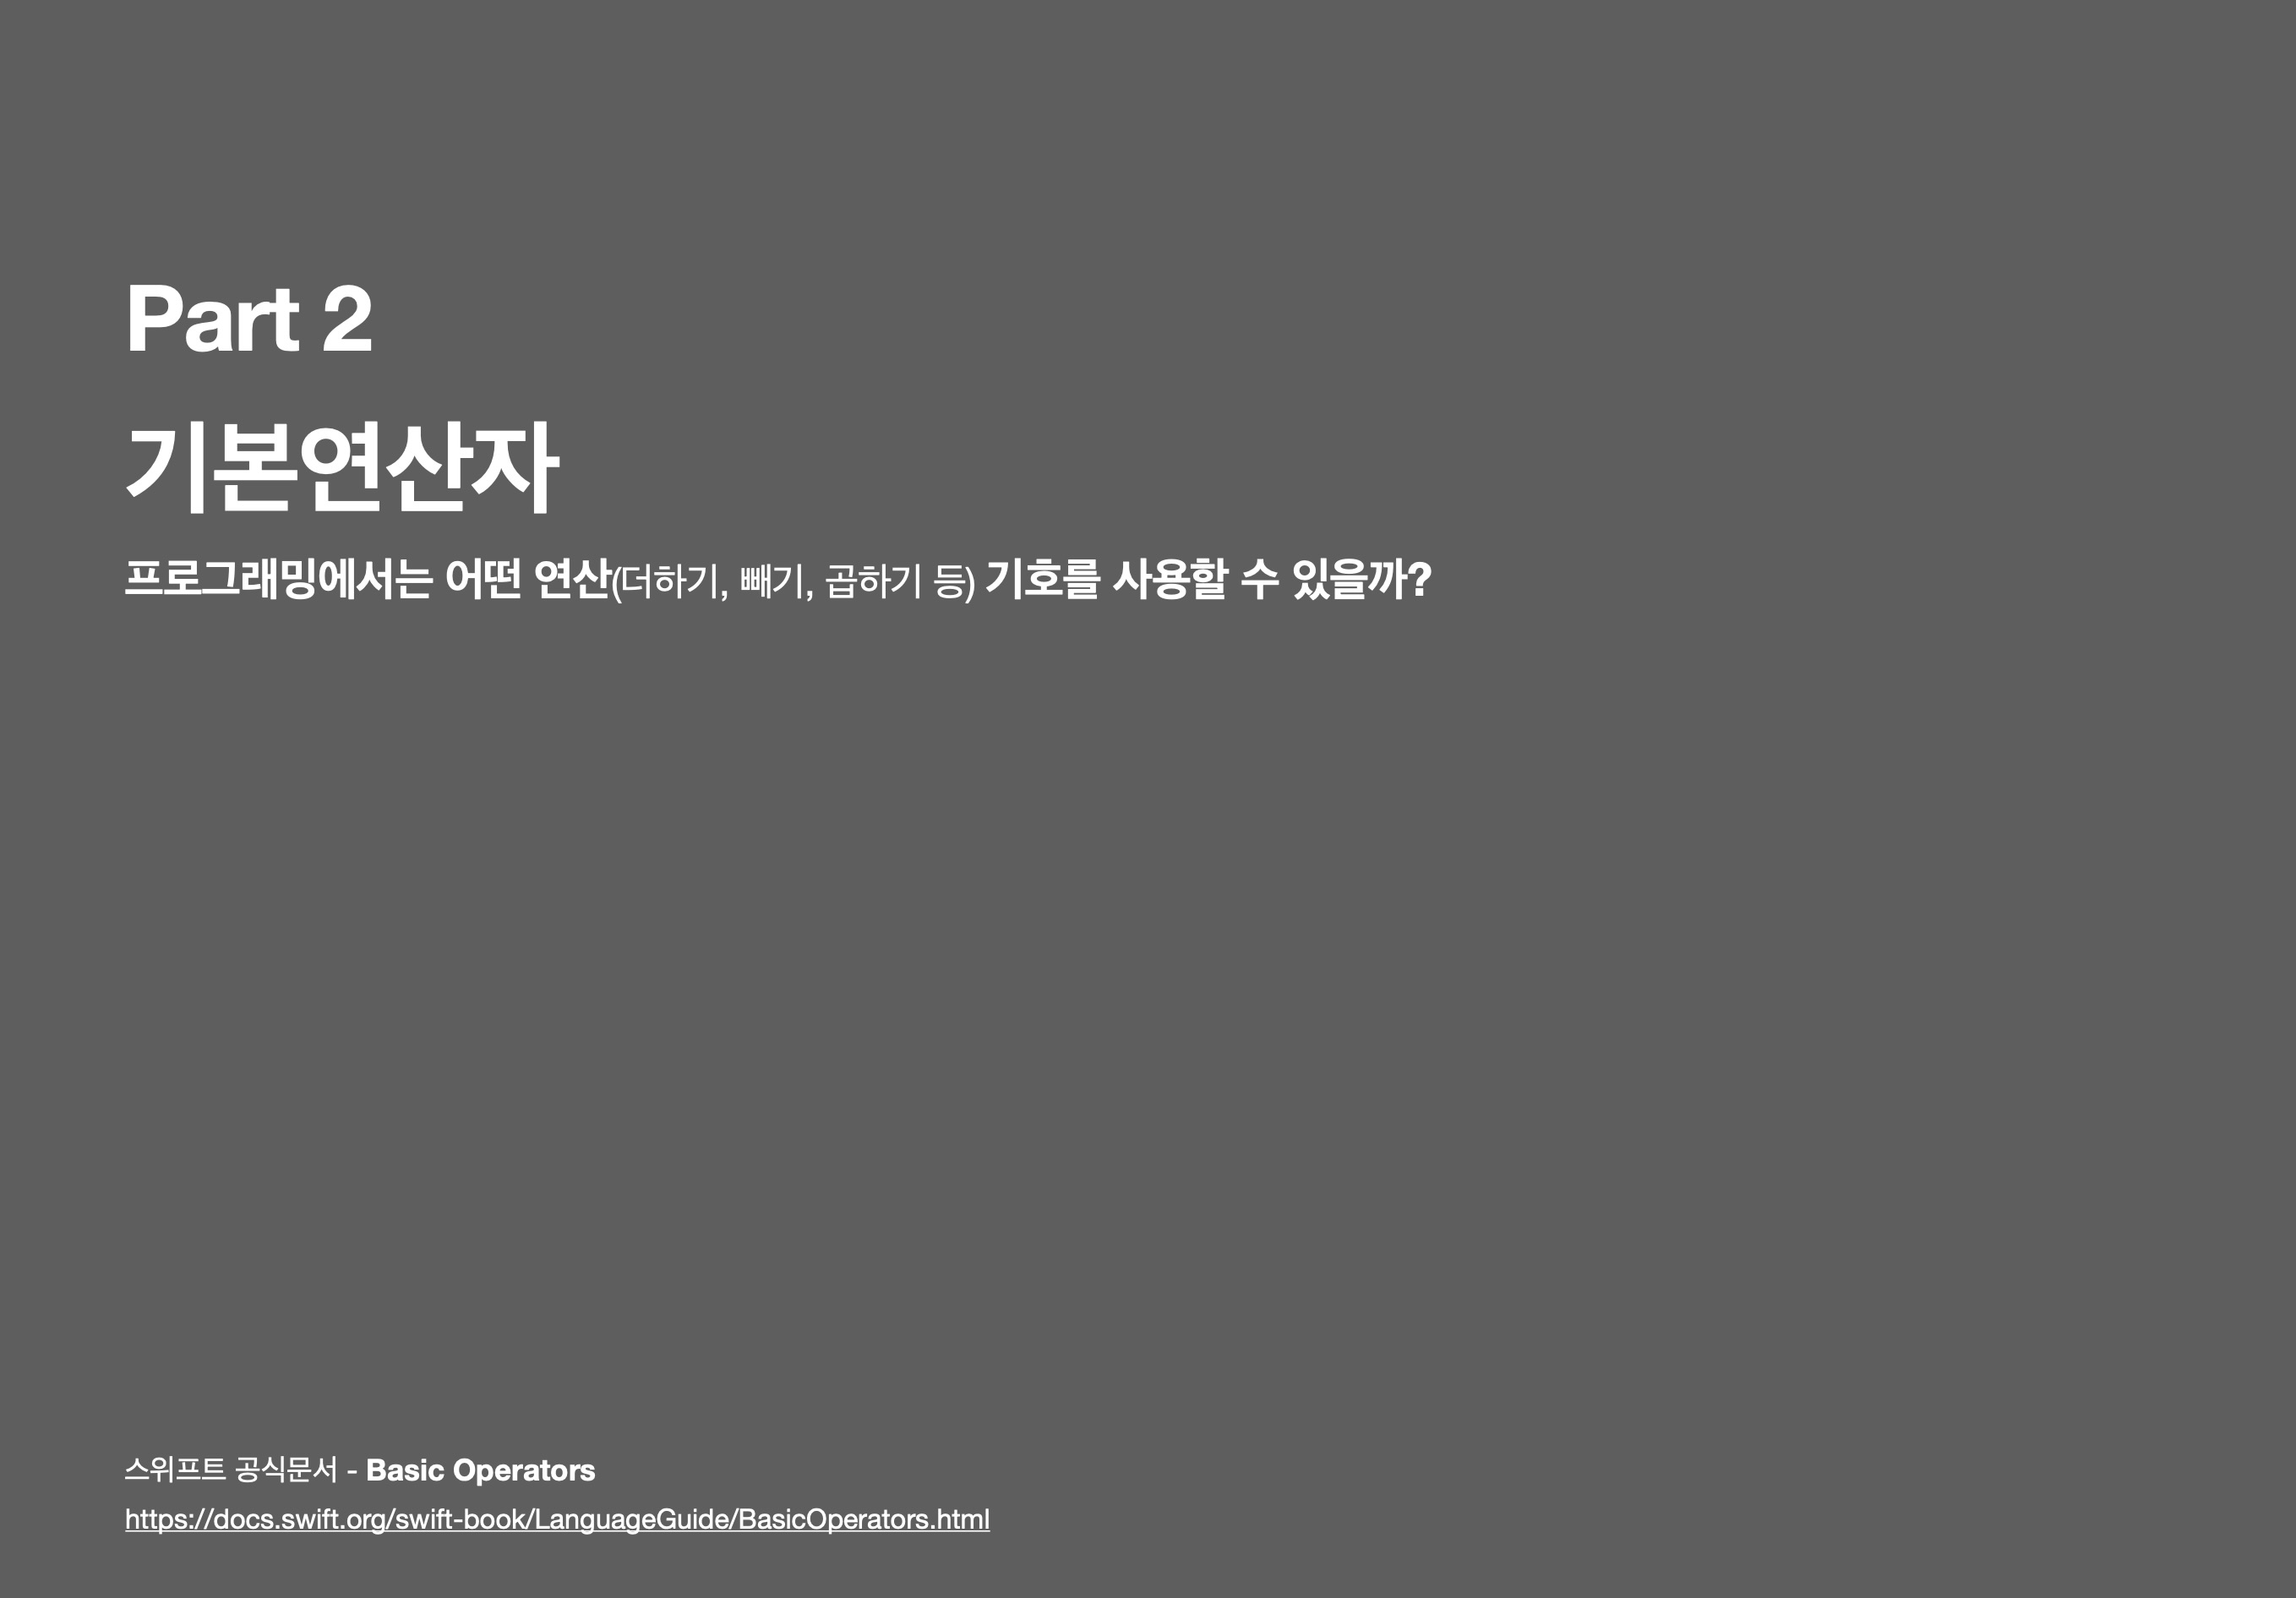 Part 2
기본연산자
프로그래밍에서는 어떤 연산(더하기, 빼기, 곱하기 등) 기호를 사용할 수 있을까?
스위프트 공식문서 - Basic Operators
https://docs.swift.org/swift-book/LanguageGuide/BasicOperators.html